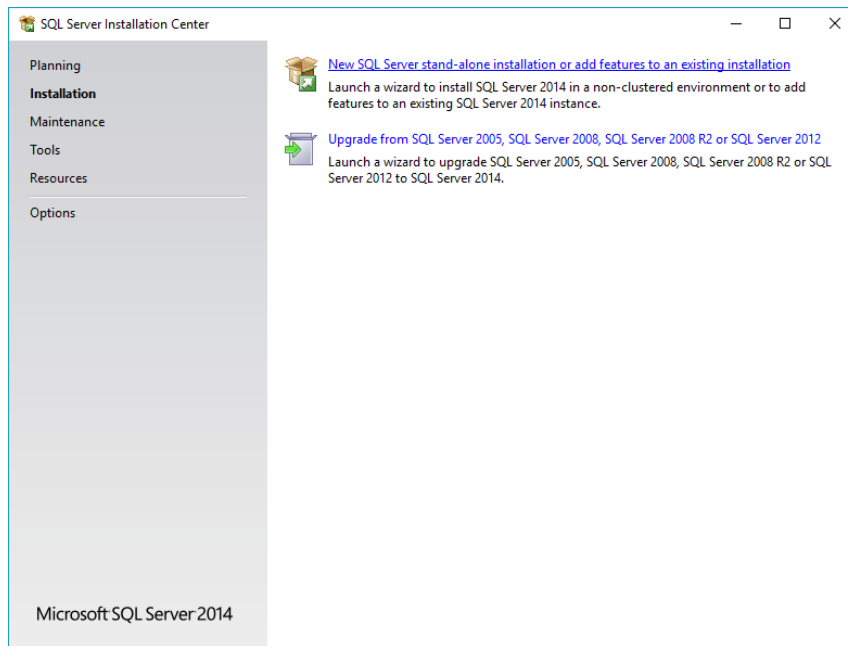 SQL Server Installation Center
Planning
Installation
Maintenance
Tools
Resources
Options
New SQL Server stand-alone installation or add features to an existing installation
Launch a wizard to install SQL Server 2014 in a non-clustered environment or to add
features to an existing SQL Server 2014 instance.
Upgrade from SQL Server 2005, SQL Server 2008, SQL Server 2008 R2 or SQL Server 2012
Launch a wizard to upgrade SQL Server 2005, SQL Server 2008, SQL Server 2008 R2 or SQL
Server 2012 to SQL Server 2014.
Microsoft SQL Server 2014